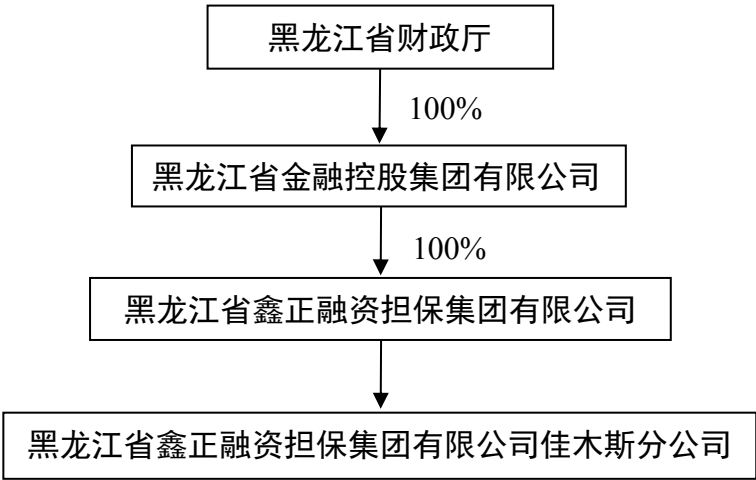 黑龙江省财政厅
100%
黑龙江省金融控股集团有限公司
100%
黑龙江省鑫正融资担保集团有限公司
黑龙江省鑫正融资担保集团有限公司佳木斯分公司